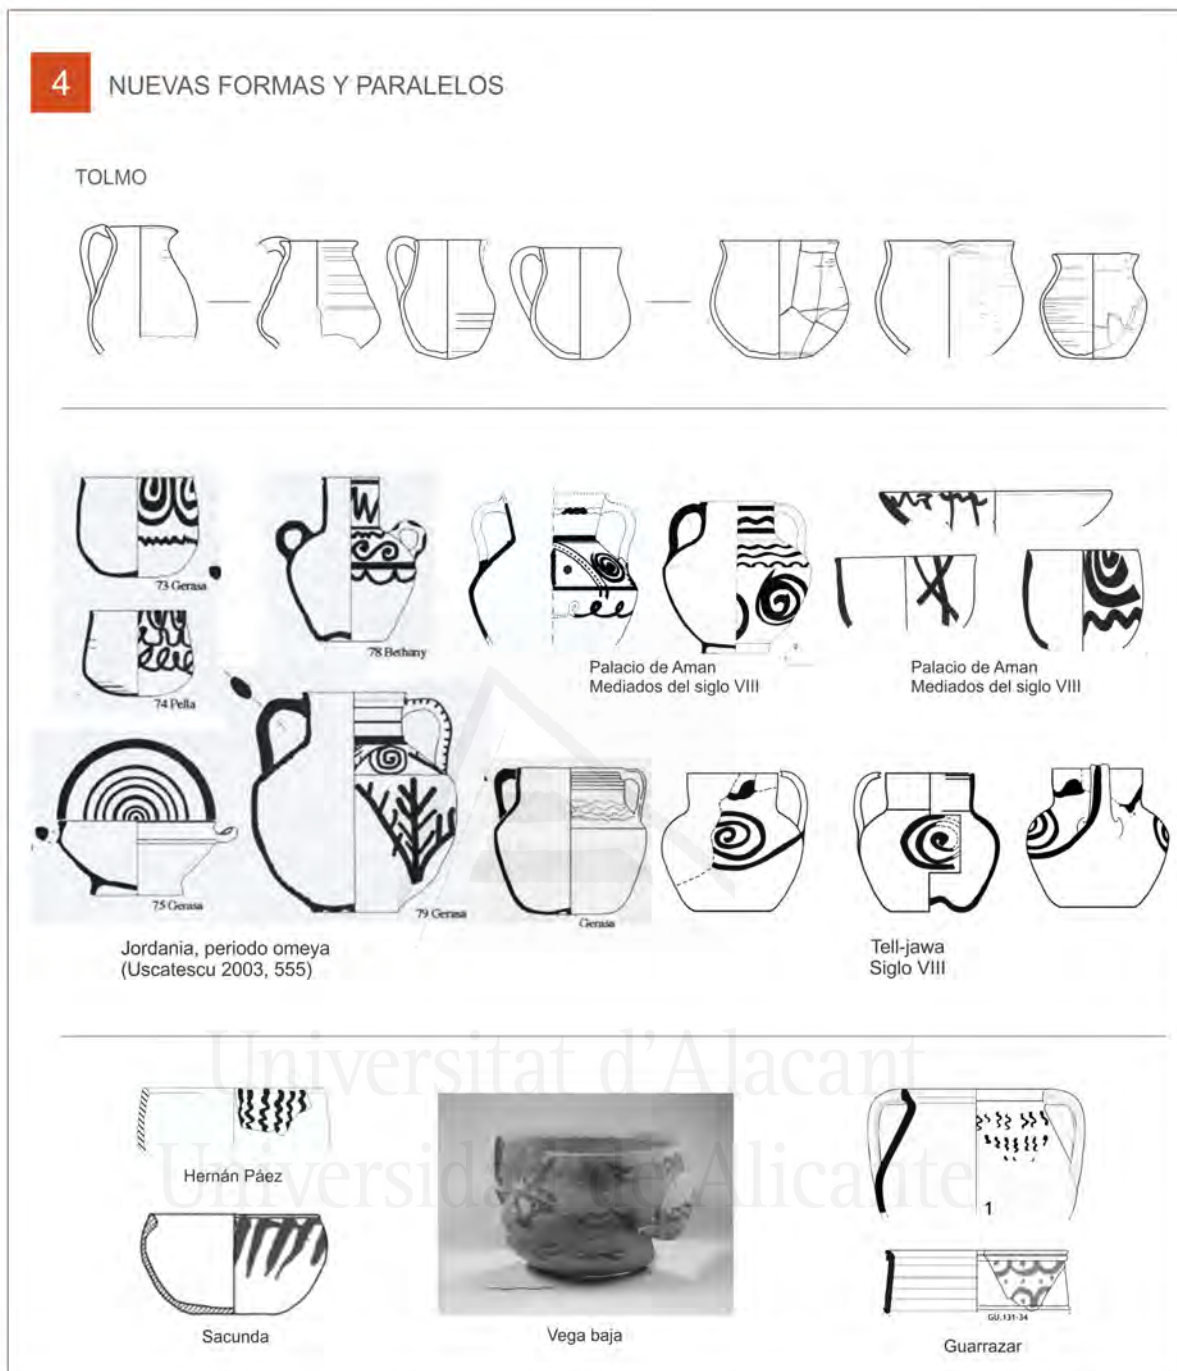 4 NUEVAS FORMAS Y PARALELOS
TOLMO
73 Gerasa
78 Bethany
74 Pella
Palacio de Aman
Mediados del siglo VIII
Palacio de Aman
Mediados del siglo VIII
75 Gerasa
79 Gerasa
Gerasa
Jordania, periodo omeya
(Uscatescu 2003, 555)
Tell-jawa
Siglo VIII
Universitat d'Alacant
Universidad de Alicante
Hernán Páez
1
Sacunda
Vega baja
GU.131-34
Guarrazar